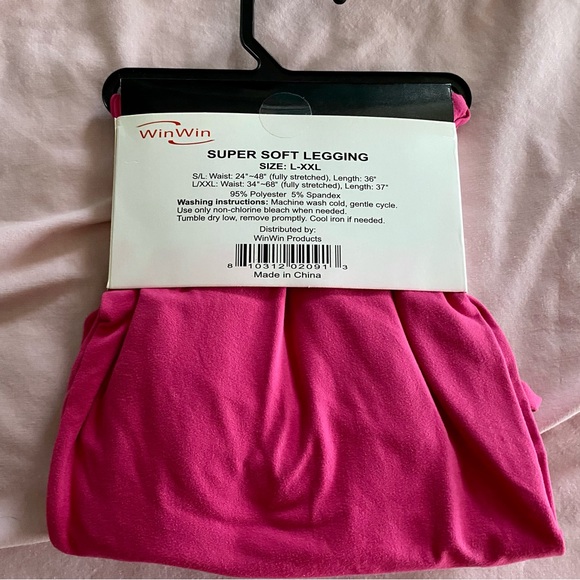 WinWin
SUPER SOFT LEGGING
SIZE: L-XXL
S/L: Waist: 24"~48" (fully stretched), Length: 36"
L/XXL: Waist: 34"~68" (fully stretched), Length: 37"
95% Polyester 5% Spandex
Washing instructions: Machine wash cold, gentle cycle.
Use only non-chlorine bleach when needed.
Tumble dry low, remove promptly. Cool iron if needed.
Distributed by:
WinWin Products
8 10312 02091 3
Made in China